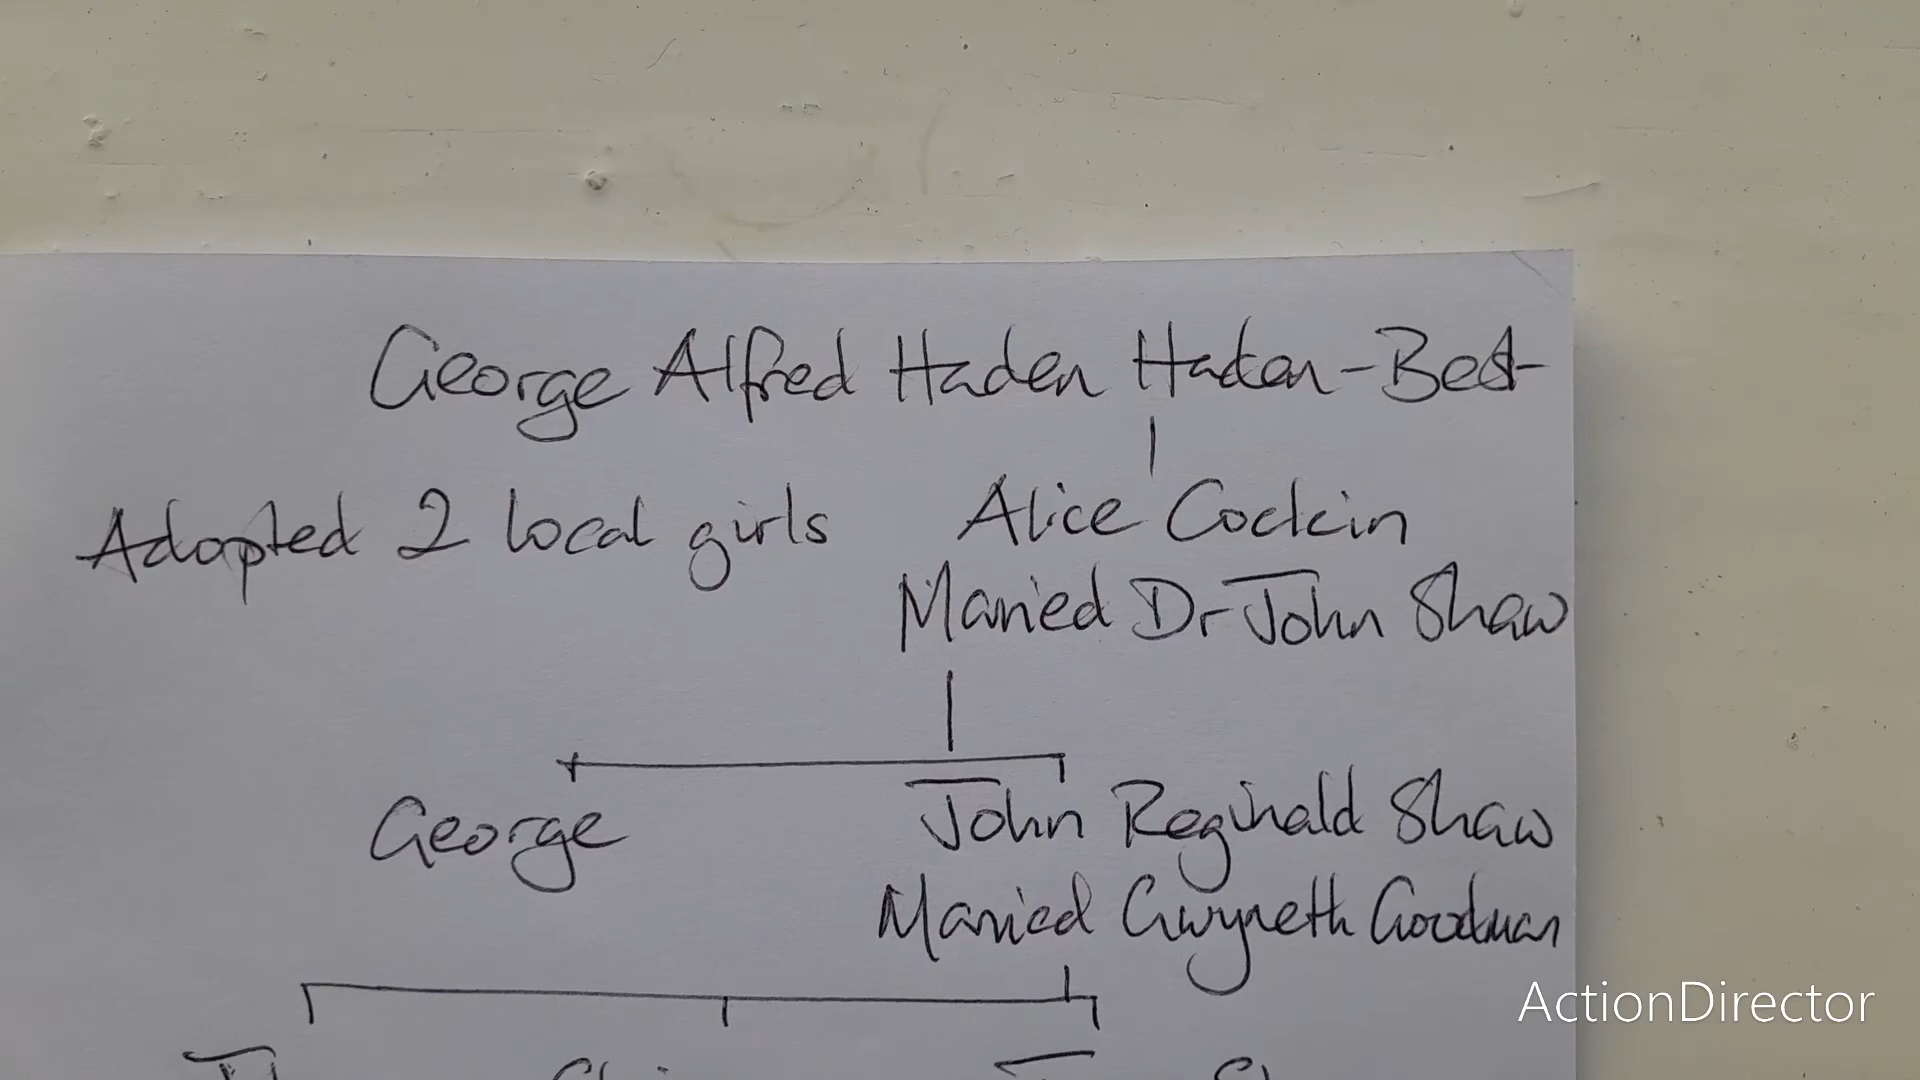 George Alfred Haden Haden-Best
Adopted 2 local girls
Alice Cockin
Married Dr John Shaw
George
John Reginald Shaw
Married Gwyneth Goodman
ActionDirector